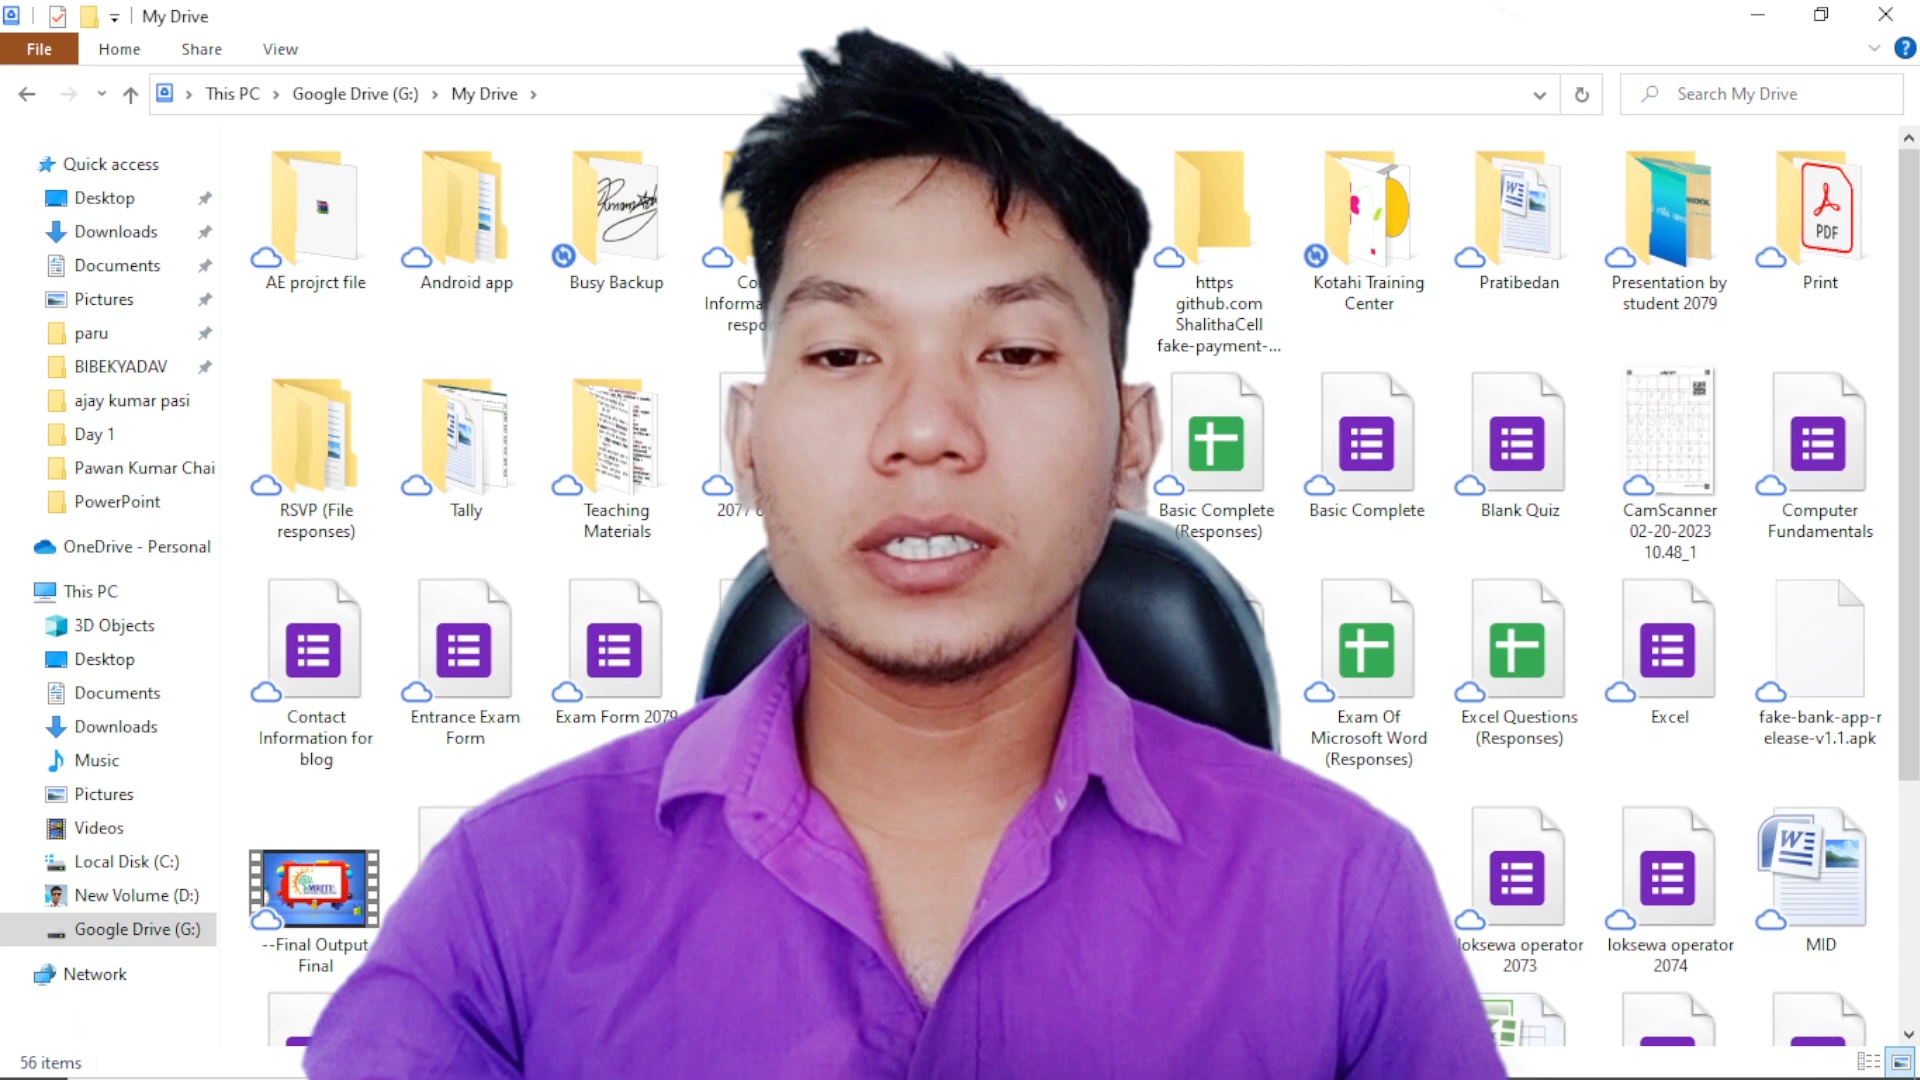 My Drive
File
Home
Share
View
This PC
Google Drive (G:)
My Drive
Search My Drive
Quick access
Desktop
Downloads
Documents
Pictures
paru
BIBEKYADAV
ajay kumar pasi
Day 1
Pawan Kumar Chai
PowerPoint
OneDrive - Personal
This PC
3D Objects
Desktop
Documents
Downloads
Music
Pictures
Videos
Local Disk (C:)
New Volume (D:)
Google Drive (G:)
Network
AE projrct file
Android app
Busy Backup
https
github.com
ShalithaCell
fake-payment-...
Kotahi Training
Center
Pratibedan
Presentation by
student 2079
PDF
Print
RSVP (File
responses)
Tally
Teaching
Materials
2077
Basic Complete
(Responses)
Basic Complete
Blank Quiz
CamScanner
02-20-2023
10.48_1
Computer
Fundamentals
Contact
Information for
blog
Entrance Exam
Form
Exam Form 2079
Exam Of
Microsoft Word
(Responses)
Excel Questions
(Responses)
Excel
fake-bank-app-r
elease-v1.1.apk
--Final Output
Final
loksewa operator
2073
loksewa operator
2074
MID
56 items